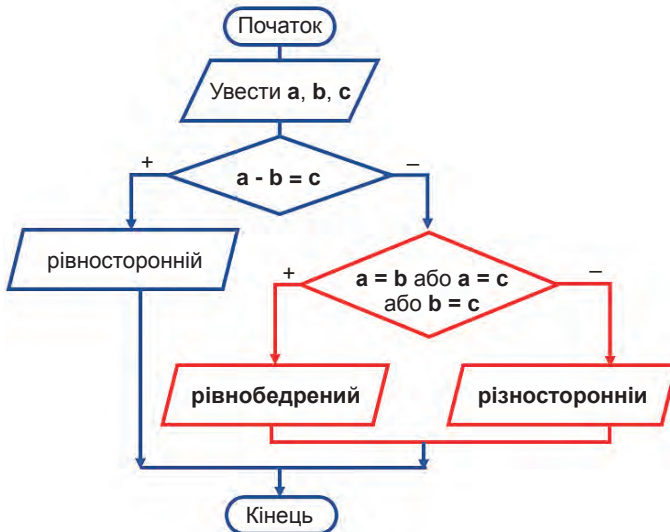 Початок
Увести a, b, c
+
–
a - b = c
рівносторонній
+
–
a = b або a = c
або b = c
рівнобедрений
різносторонніи
Кінець